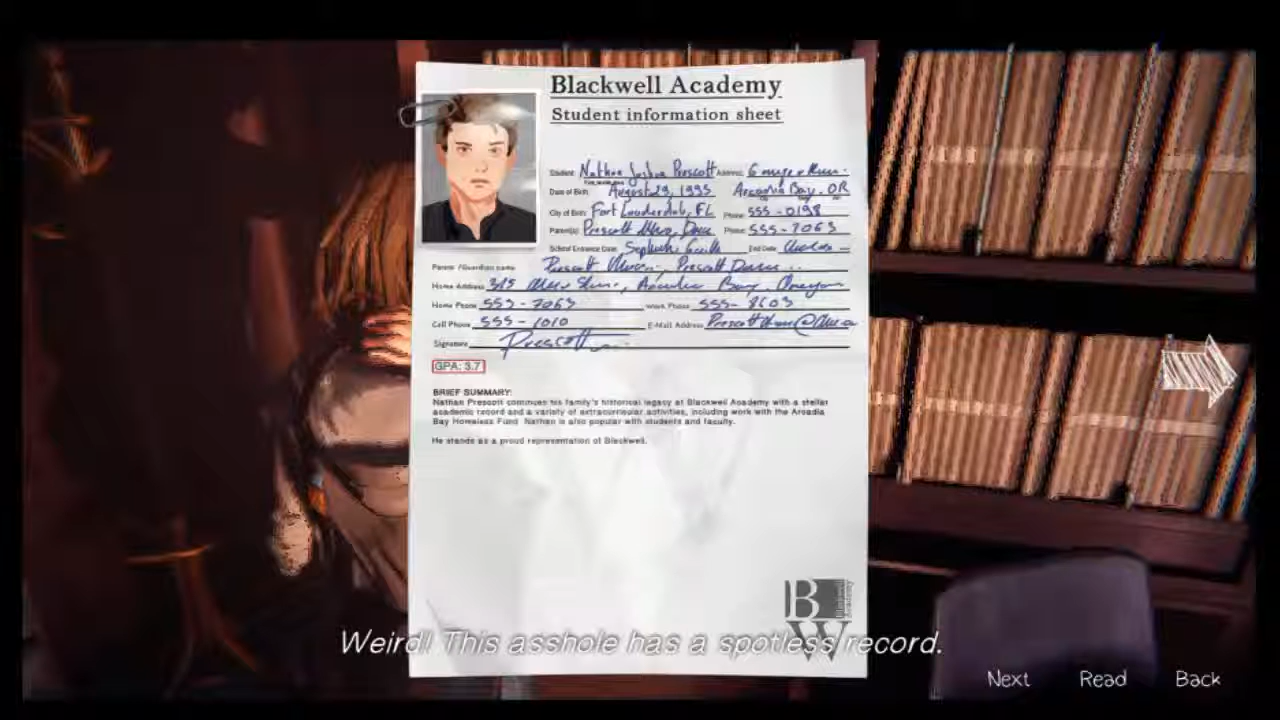 Blackwell Academy
Student information sheet
Student: Nathan Joshua Prescott Address:
Date of Birth: August 29, 1995 Arcadia Bay, OR
City of Birth: Fort Lauderdale, FL Phone: 555-0198
Parent(s) Prescott Phone: 555-7063
School Entrance Date: End Date:
Parent /Guardian name Prescott Prescott
Home Address Arcadia Bay, Oregon
Home Phone 555-7063 Work Phone 555-8603
Cell Phone 555-1010 E-Mail Address
Signature Prescott
GPA: 3.7
BRIEF SUMMARY:
Nathan Prescott continues his family's historical legacy at Blackwell Academy with a stellar
academic record and a variety of extracurricular activities, including work with the Arcadia
Bay Homeless Fund Nathan is also popular with students and faculty.
He stands as a proud representation of Blackwell.
B Blackwell Academy
W
Weird! This asshole has a spotless record.
Next Read Back